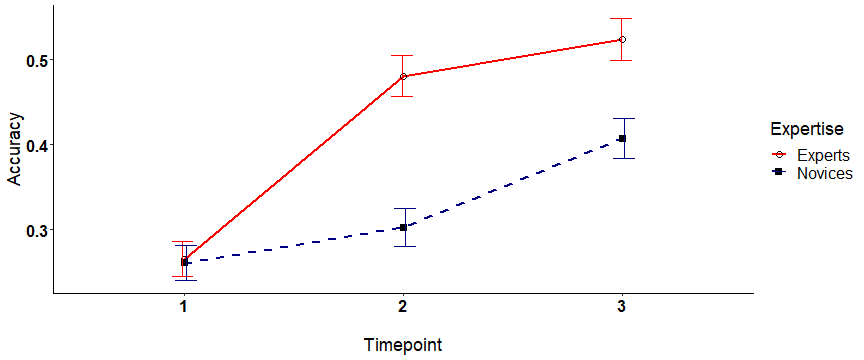 0.5
0.4
0.3
Accuracy
1 2 3
Timepoint
Expertise
Experts
Novices